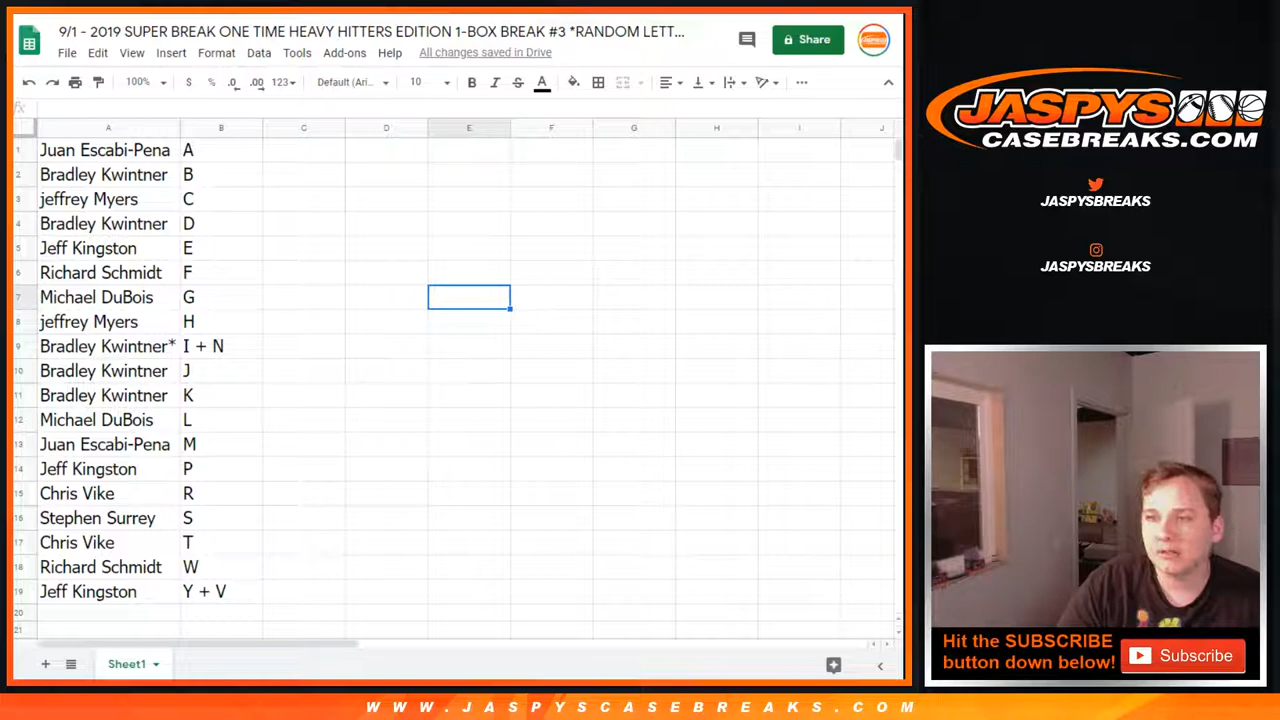 9/1 - 2019 SUPER BREAK ONE TIME HEAVY HITTERS EDITION 1-BOX BREAK #3 *RANDOM LETT...
File Edit View Insert Format Data Tools Add-ons Help All changes saved in Drive
Share
100% $ % .0 .00 123 Default (Ari... 10 B I S A
fx
A B C D E F G H I J
1 Juan Escabi-Pena A
2 Bradley Kwintner B
3 jeffrey Myers C
4 Bradley Kwintner D
5 Jeff Kingston E
6 Richard Schmidt F
7 Michael DuBois G
8 jeffrey Myers H
9 Bradley Kwintner* I + N
10 Bradley Kwintner J
11 Bradley Kwintner K
12 Michael DuBois L
13 Juan Escabi-Pena M
14 Jeff Kingston P
15 Chris Vike R
16 Stephen Surrey S
17 Chris Vike T
18 Richard Schmidt W
19 Jeff Kingston Y + V
20
21
Sheet1
JASPYS
CASEBREAKS.COM
JASPYSBREAKS
JASPYSBREAKS
Hit the SUBSCRIBE
button down below!
Subscribe
WWW.JASPYSCASEBREAKS.COM